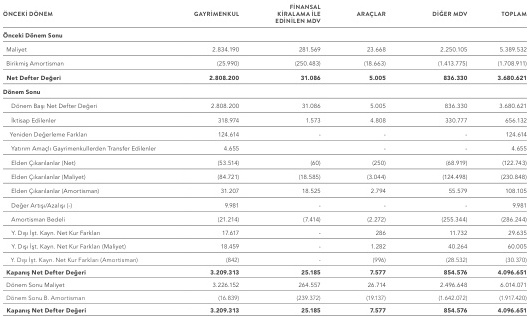 ÖNCEKİ DÖNEM GAYRİMENKUL FİNANSAL KİRALAMA İLE EDİNİLEN MDV ARAÇLAR DİĞER MDV TOPLAM
Önceki Dönem Sonu
Maliyet 2.834.190 281.569 23.668 2.250.105 5.389.532
Birikmiş Amortisman (25.990) (250.483) (18.663) (1.413.775) (1.708.911)
Net Defter Değeri 2.808.200 31.086 5.005 836.330 3.680.621
Dönem Sonu
Dönem Başı Net Defter Değeri 2.808.200 31.086 5.005 836.330 3.680.621
İktisap Edilenler 318.974 1.573 4.808 330.777 656.132
Yeniden Değerleme Farkları 124.614 - - - 124.614
Yatırım Amaçlı Gayrimenkullerden Transfer Edilenler 4.655 - - - 4.655
Elden Çıkarılanlar (Net) (53.514) (60) (250) (68.919) (122.743)
Elden Çıkarılanlar (Maliyet) (84.721) (18.585) (3.044) (124.498) (230.848)
Elden Çıkarılanlar (Amortisman) 31.207 18.525 2.794 55.579 108.105
Değer Artışı/Azalışı (-) 9.981 - - - 9.981
Amortisman Bedeli (21.214) (7.414) (2.272) (255.344) (286.244)
Y. Dışı İşt. Kayn. Net Kur Farkları 17.617 - 286 11.732 29.635
Y. Dışı İşt. Kayn. Net Kur Farkları (Maliyet) 18.459 - 1.282 40.264 60.005
Y. Dışı İşt. Kayn. Net Kur Farkları (Amortisman) (842) - (996) (28.532) (30.370)
Kapanış Net Defter Değeri 3.209.313 25.185 7.577 854.576 4.096.651
Dönem Sonu Maliyet 3.226.152 264.557 26.714 2.496.648 6.014.071
Dönem Sonu B. Amortisman (16.839) (239.372) (19.137) (1.642.072) (1.917.420)
Kapanış Net Defter Değeri 3.209.313 25.185 7.577 854.576 4.096.651